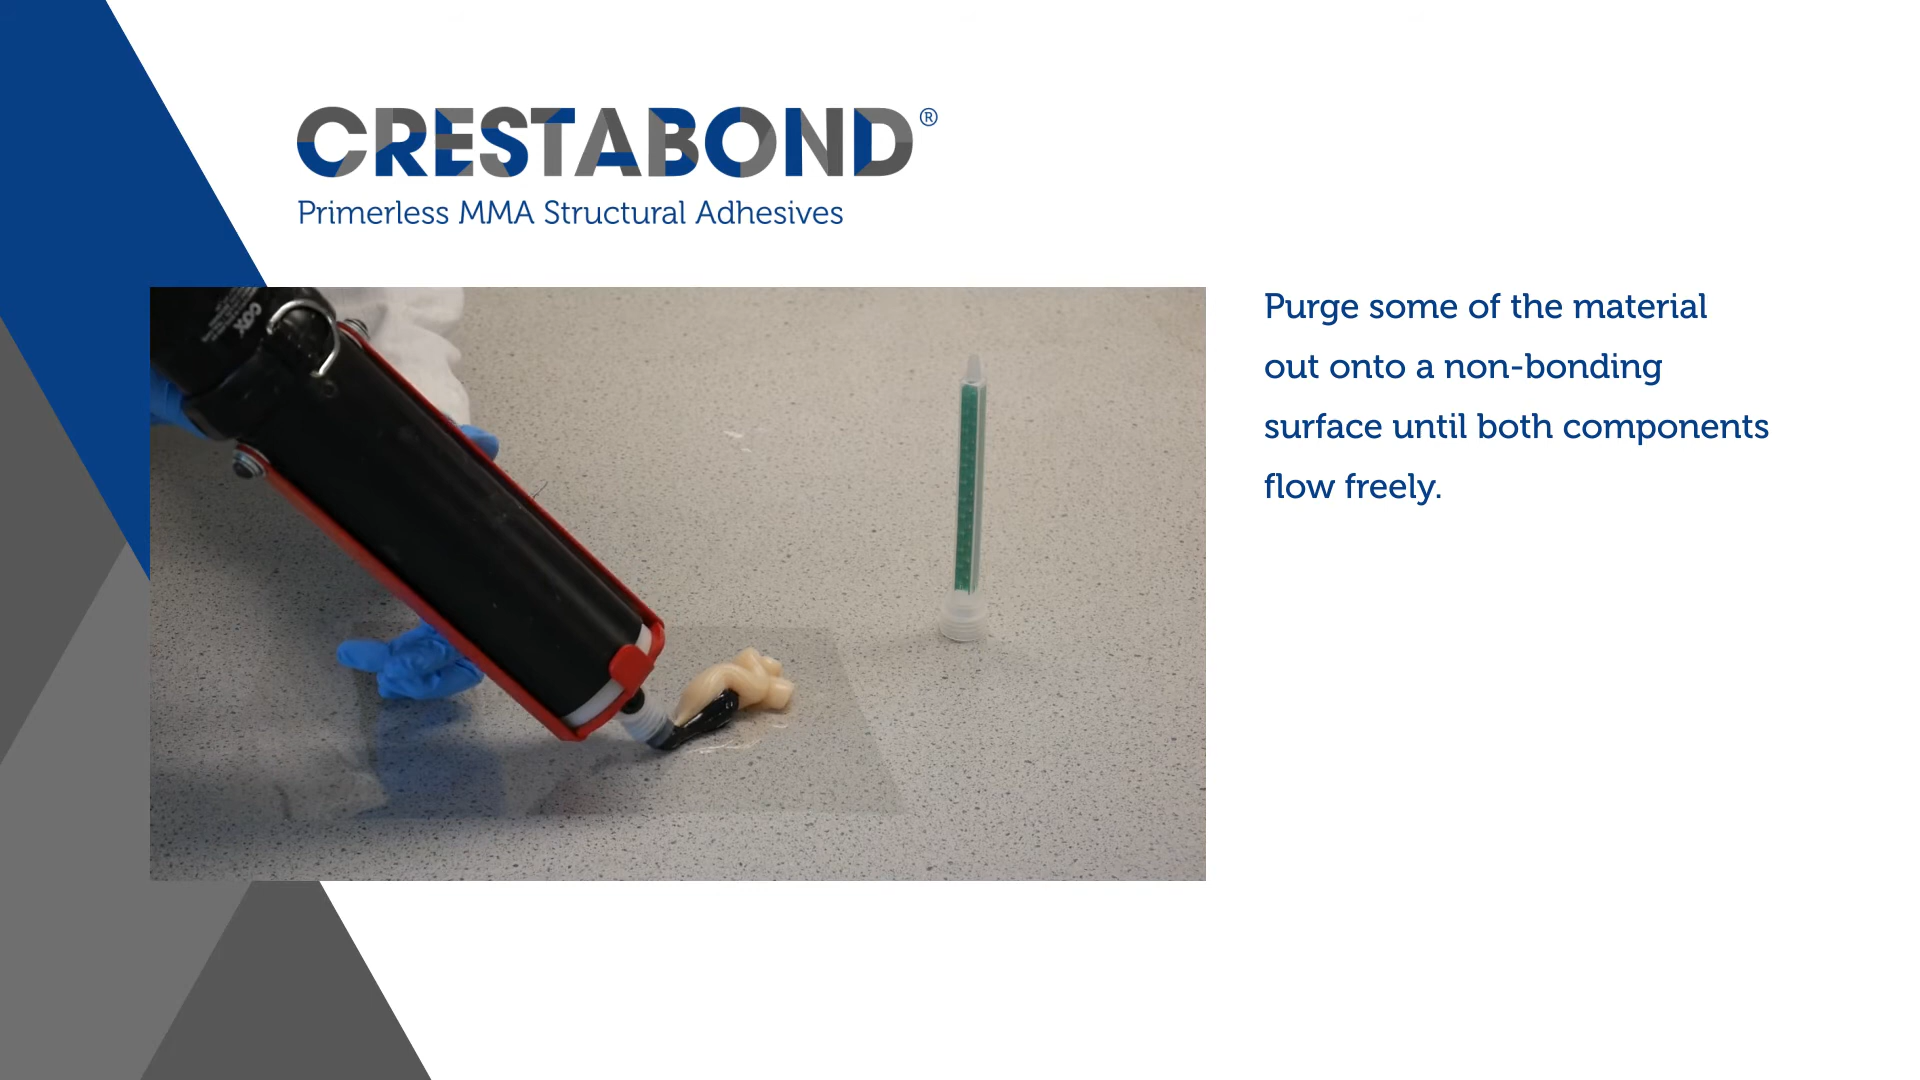 CRESTABOND®
Primerless MMA Structural Adhesives
cox
Purge some of the material
out onto a non-bonding
surface until both components
flow freely.